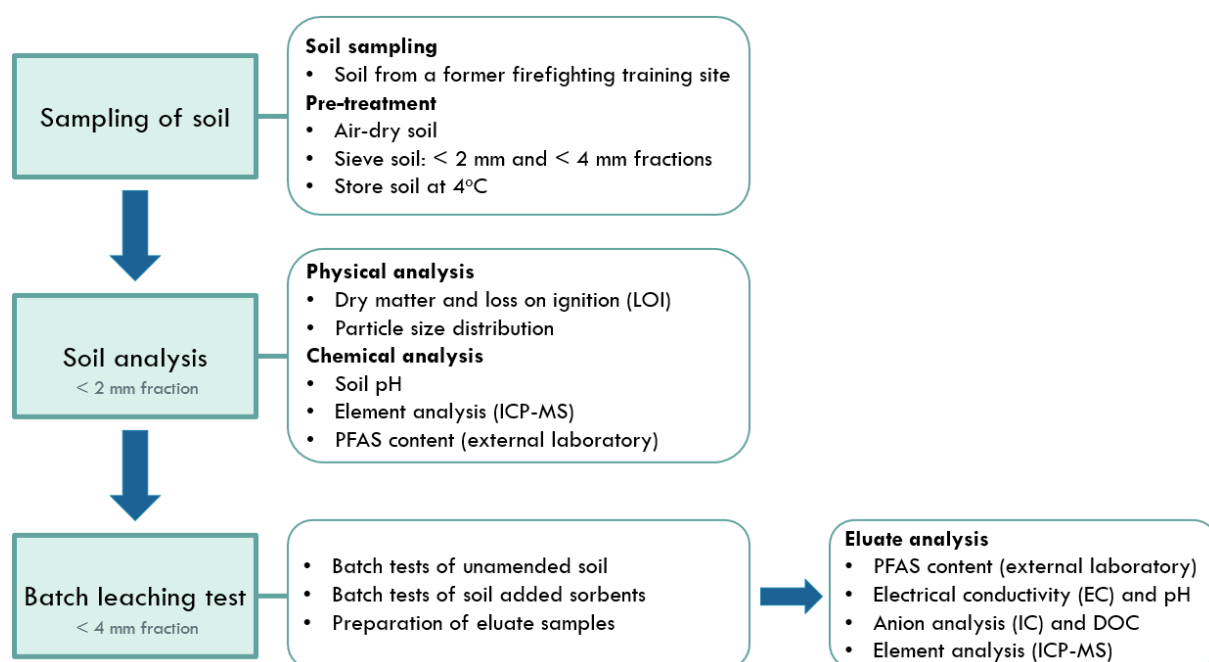 Sampling of soil
Soil sampling
• Soil from a former firefighting training site
Pre-treatment
• Air-dry soil
• Sieve soil: < 2 mm and < 4 mm fractions
• Store soil at 4°C
Soil analysis
< 2 mm fraction
Physical analysis
• Dry matter and loss on ignition (LOI)
• Particle size distribution
Chemical analysis
• Soil pH
• Element analysis (ICP-MS)
• PFAS content (external laboratory)
Batch leaching test
< 4 mm fraction
• Batch tests of unamended soil
• Batch tests of soil added sorbents
• Preparation of eluate samples
Eluate analysis
• PFAS content (external laboratory)
• Electrical conductivity (EC) and pH
• Anion analysis (IC) and DOC
• Element analysis (ICP-MS)